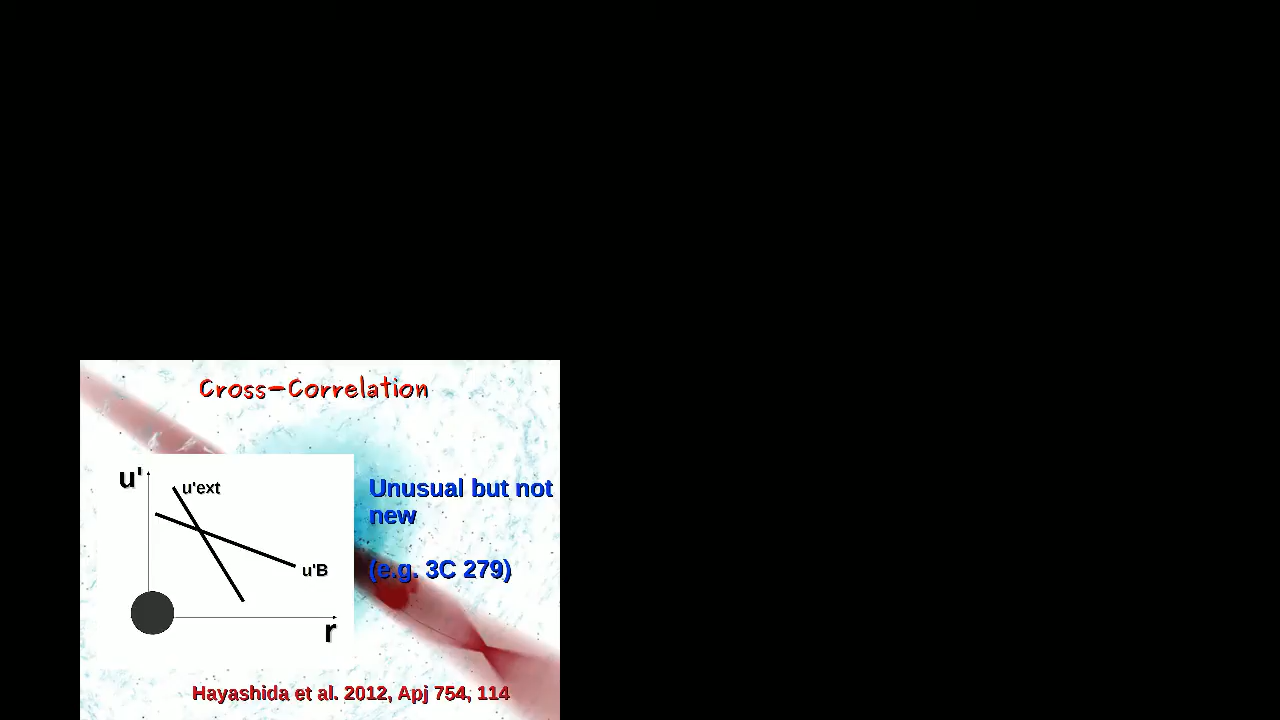 Cross-Correlation
u'
u'ext
Unusual but not
new
(e.g. 3C 279)
u'B
r
Hayashida et al. 2012, Apj 754, 114